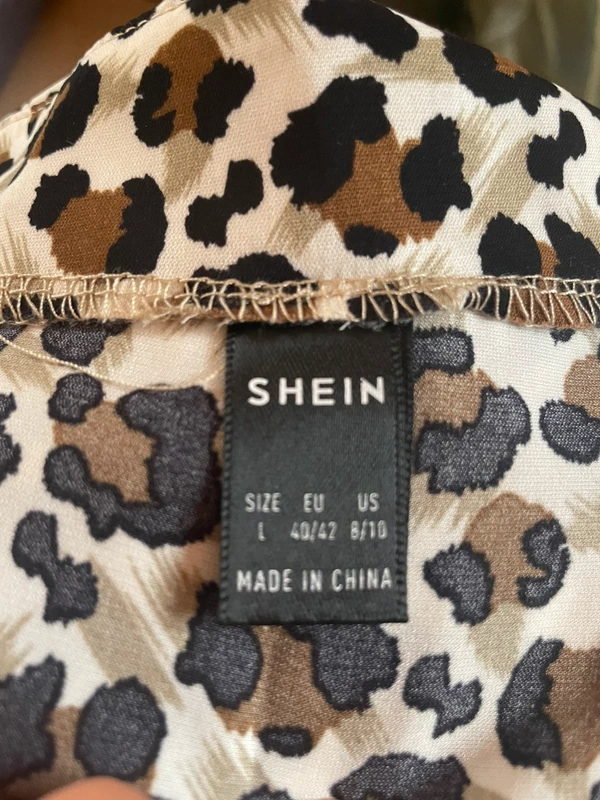 SHEIN
SIZE EU US
L 40/42 8/10
MADE IN CHINA